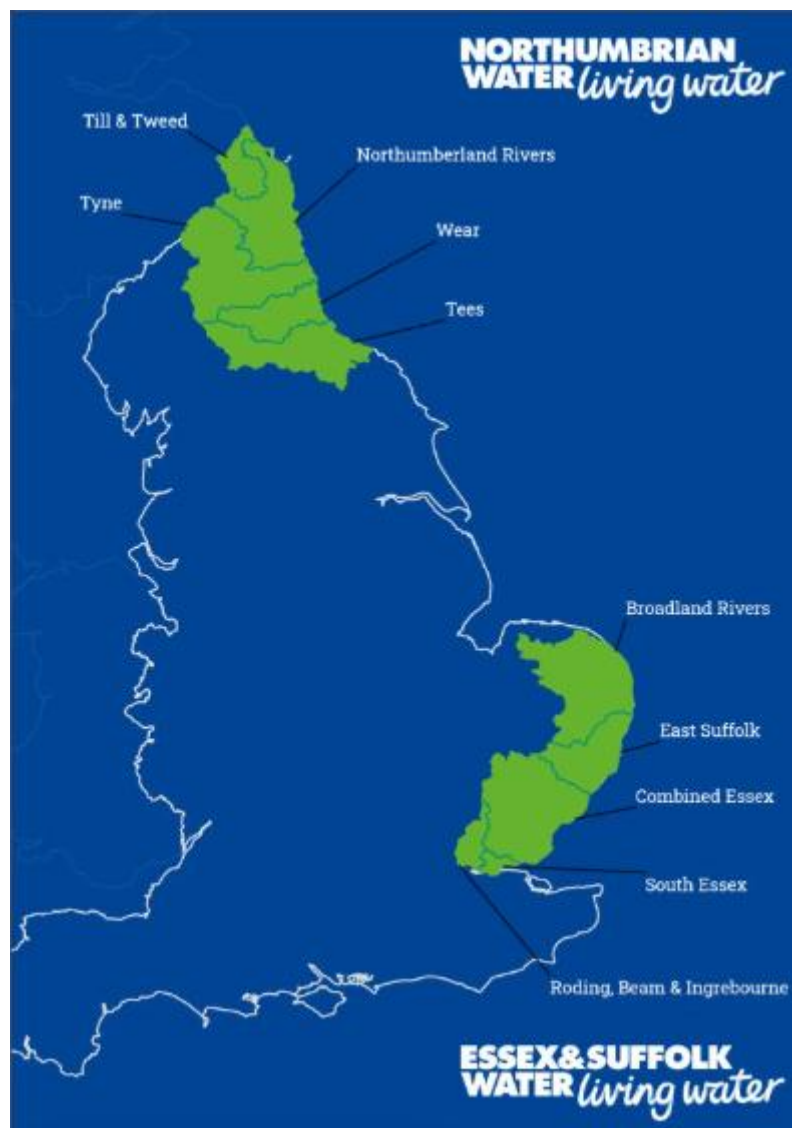 NORTHUMBRIAN
WATER living water
Till & Tweed
Northumberland Rivers
Tyne
Wear
Tees
Broadland Rivers
East Suffolk
Combined Essex
South Essex
Roding, Beam & Ingrebourne
ESSEX&SUFFOLK
WATER living water